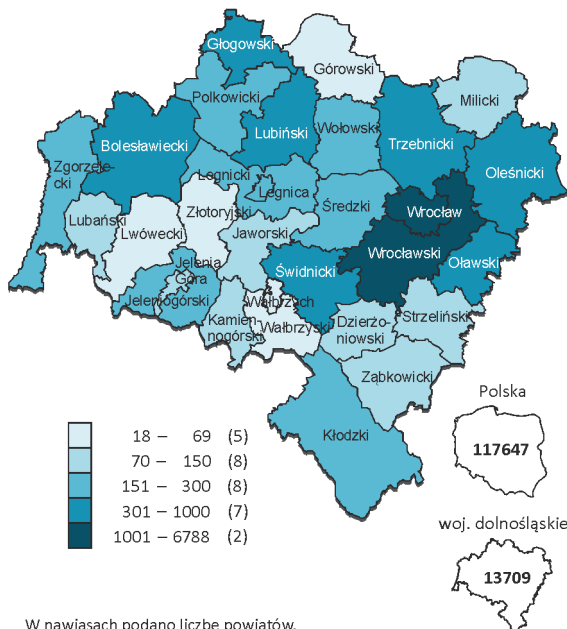 Głogowski
Górowski
Polkowicki
Milicki
Lubiński
Wołowski
Trzebnicki
Bolesławiecki
Oleśnicki
Zgorzele-
cki
Legnicki
Legnica
Średzki
Wrocław
Lubański
Lwówecki
Złotoryjski
Jaworski
Wrocławski
Jelenia
Góra
Świdnicki
Oławski
Jeleniogórski
Wałbrzych
Kamien-
nogórski
Wałbrzyski
Dzierżo-
niowski
Strzeliński
Ząbkowicki
Kłodzki
Polska
117647
18 – 69 (5)
70 – 150 (8)
151 – 300 (8)
301 – 1000 (7)
1001 – 6788 (2)
woj. dolnośląskie
13709
W nawiasach podano liczbę powiatów.